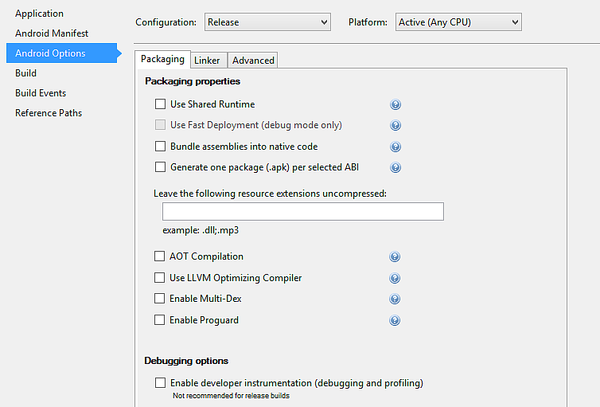 Application
Android Manifest
Android Options
Build
Build Events
Reference Paths
Configuration: Release Platform: Active (Any CPU)
Packaging Linker Advanced
Packaging properties
Use Shared Runtime
Use Fast Deployment (debug mode only)
Bundle assemblies into native code
Generate one package (.apk) per selected ABI
Leave the following resource extensions uncompressed:
example: .dll;.mp3
AOT Compilation
Use LLVM Optimizing Compiler
Enable Multi-Dex
Enable Proguard
Debugging options
Enable developer instrumentation (debugging and profiling)
Not recommended for release builds